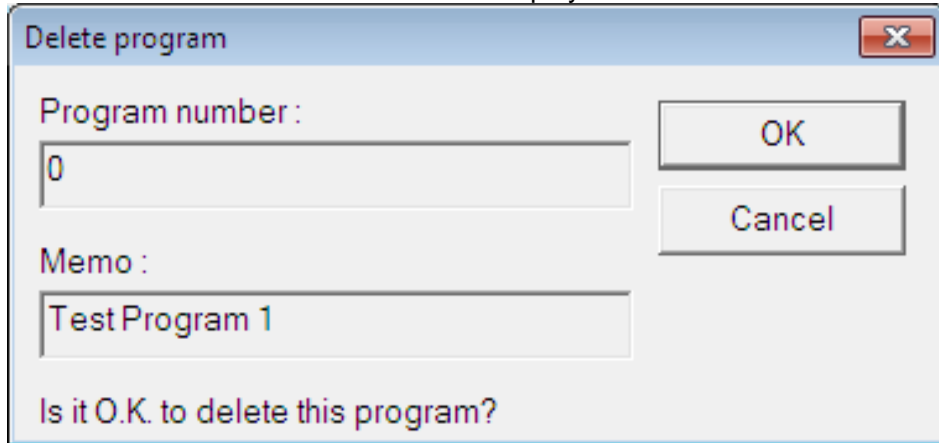 Delete program
Program number :
0
OK
Cancel
Memo :
Test Program 1
Is it O.K. to delete this program?